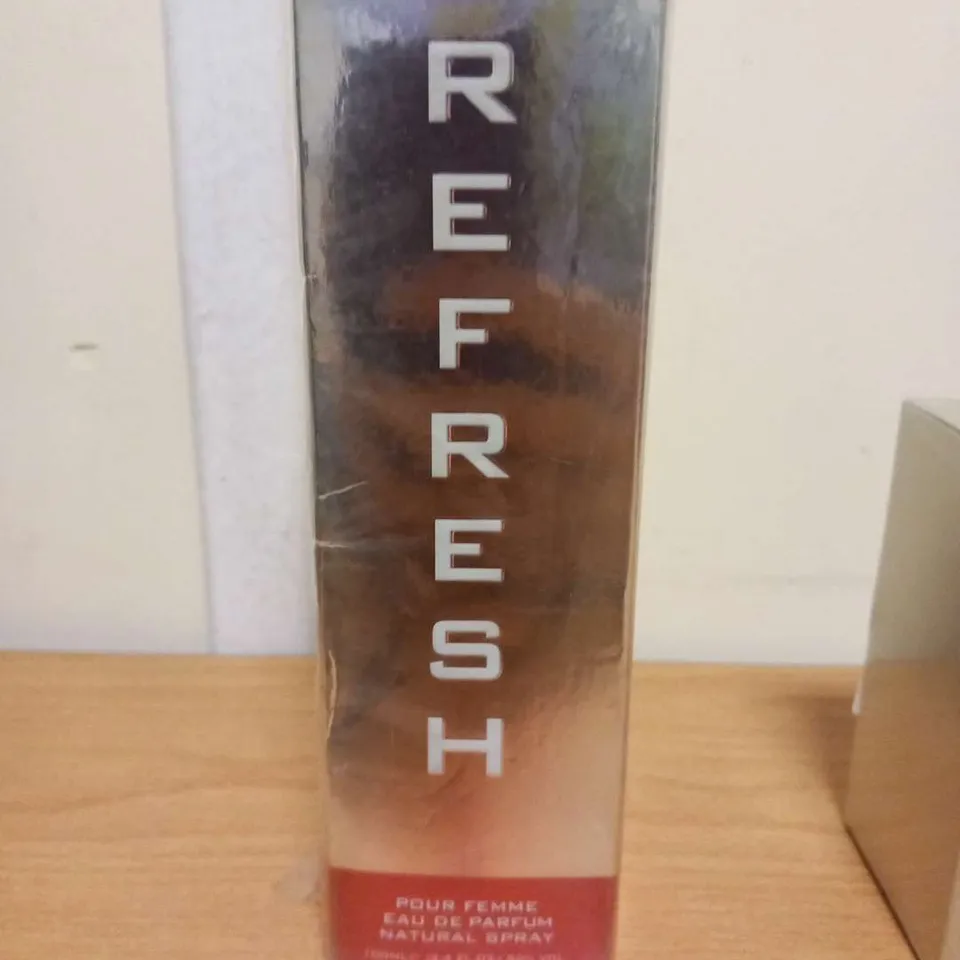 REFRESH
POUR FEMME
EAU DE PARFUM
NATURAL SPRAY